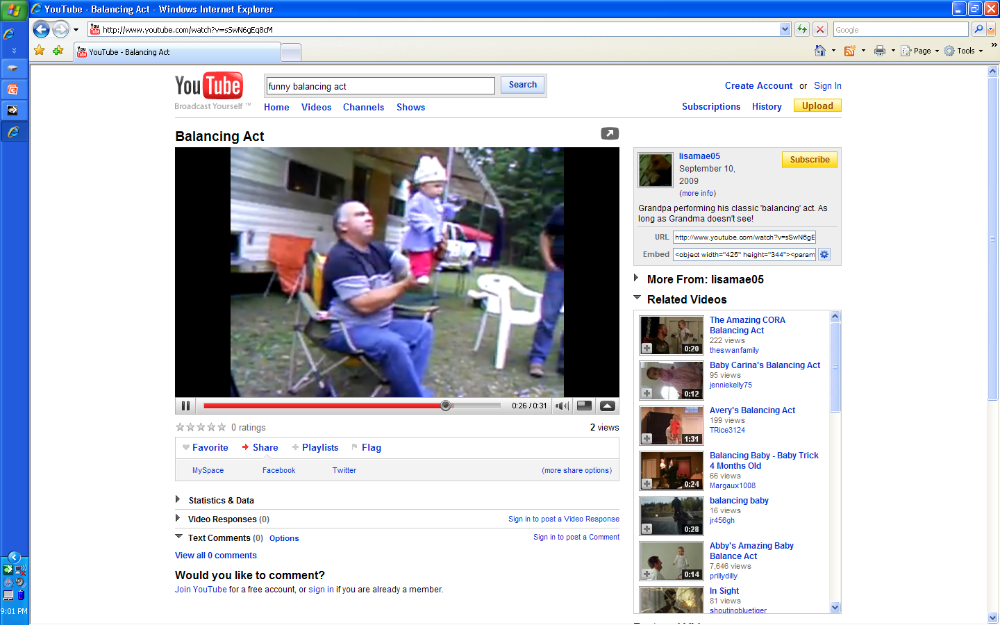 YouTube - Balancing Act - Windows Internet Explorer
http://www.youtube.com/watch?v=sSwN6gEq8cM
Google
YouTube - Balancing Act
Page
Tools
You Tube
Broadcast Yourself ™
funny balancing act
Search
Create Account or Sign In
Home Videos Channels Shows
Subscriptions History Upload
Balancing Act
0:26 / 0:31
0 ratings
2 views
Favorite Share Playlists Flag
MySpace Facebook Twitter (more share options)
Statistics & Data
Video Responses (0) Sign in to post a Video Response
Text Comments (0) Options Sign in to post a Comment
View all 0 comments
Would you like to comment?
Join YouTube for a free account, or sign in if you are already a member.
lisamae05
Subscribe
September 10,
2009
(more info)
Grandpa performing his classic 'balancing' act. As
long as Grandma doesn't see!
URL http://www.youtube.com/watch?v=sSwN6gE
Embed <object width="425" height="344"><param
More From: lisamae05
Related Videos
The Amazing CORA
Balancing Act
222 views
theswanfamily
0:20
Baby Carina's Balancing Act
95 views
jenniekelly75
0:12
Avery's Balancing Act
199 views
TRice3124
1:31
Balancing Baby - Baby Trick
4 Months Old
66 views
Margaux1008
0:24
balancing baby
16 views
jr456gh
0:28
Abby's Amazing Baby
Balance Act
7,646 views
prillydilly
0:14
In Sight
81 views
shoutingbluetiger
9:01 PM